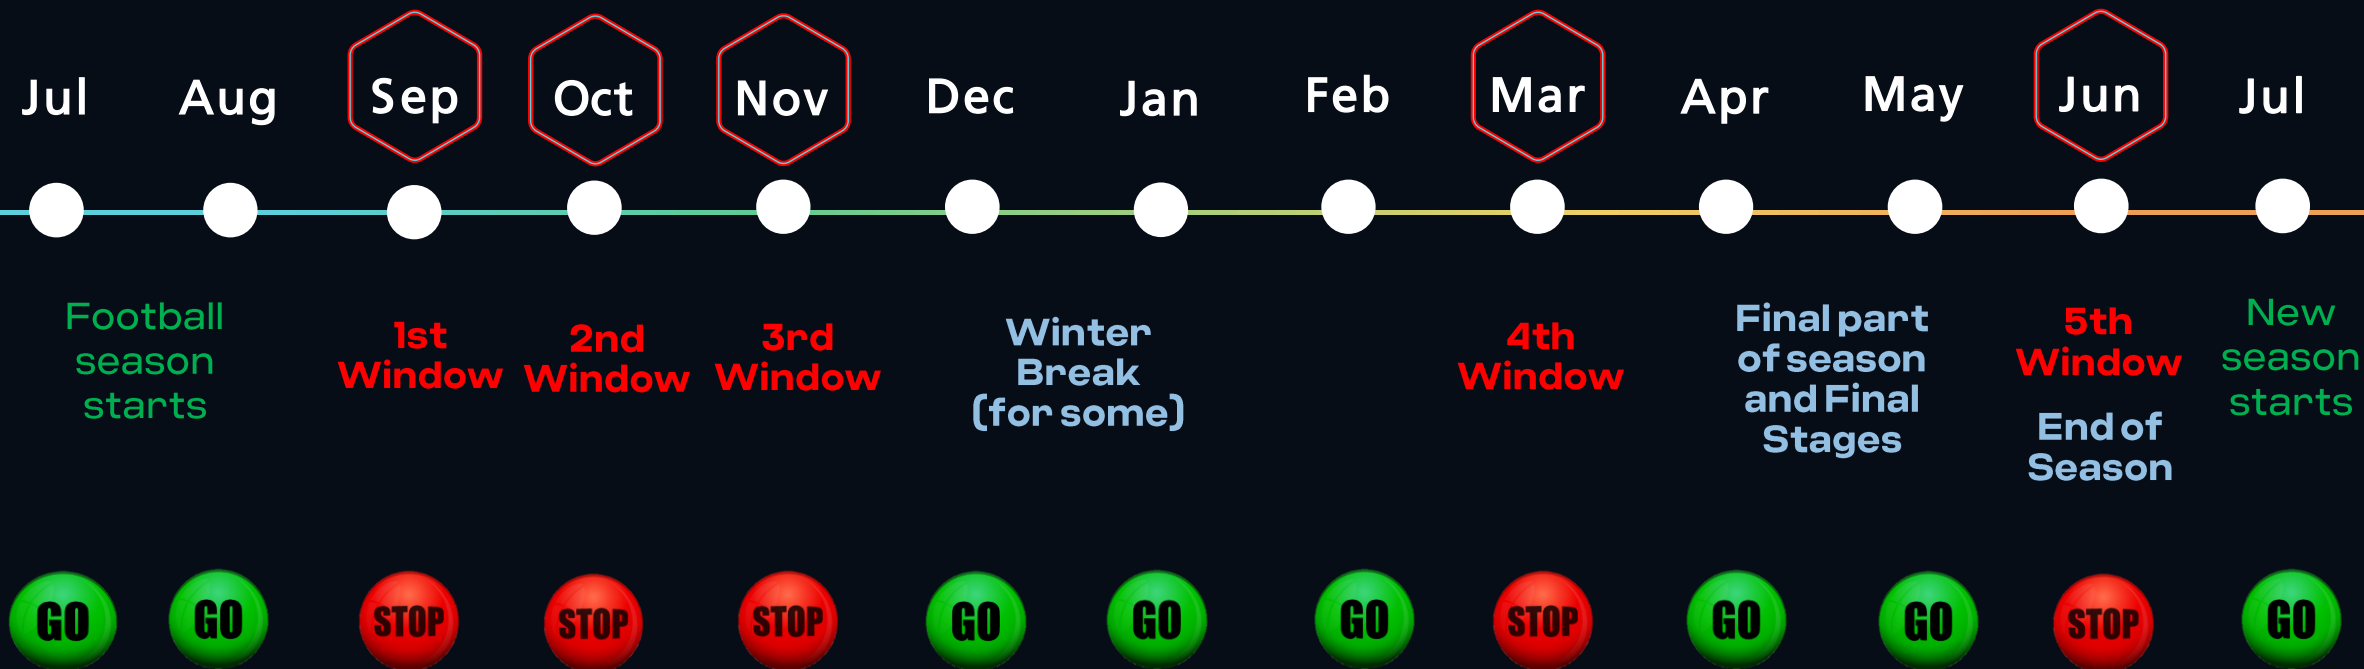 Jul Aug Sep Oct Nov Dec Jan Feb Mar Apr May Jun Jul
Football
season
starts
1st
Window
2nd
Window
3rd
Window
Winter
Break
(for some)
4th
Window
Final part
of season
and Final
Stages
5th
Window
End of
Season
New
season
starts
GO GO STOP STOP STOP GO GO GO STOP GO GO STOP GO